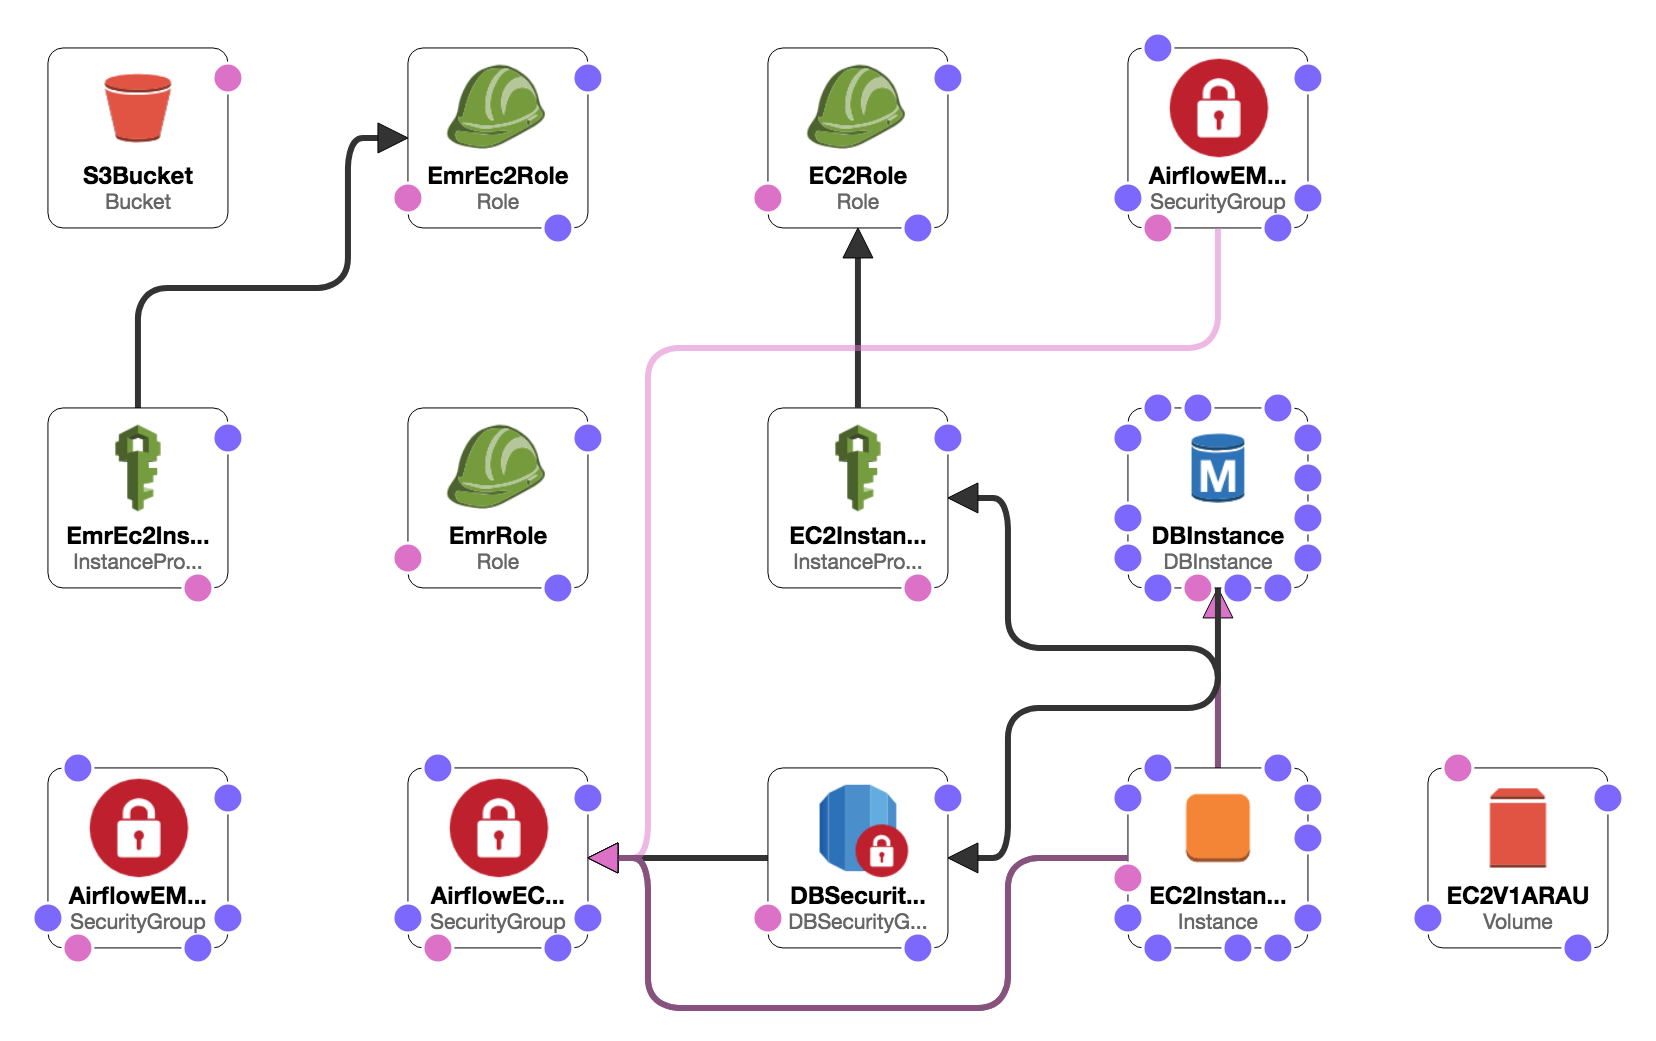 S3Bucket
Bucket
EmrEc2Role
Role
EC2Role
Role
AirflowEM...
SecurityGroup
EmrEc2Ins...
InstancePro...
EmrRole
Role
EC2Instan...
InstancePro...
M
DBInstance
DBInstance
AirflowEM...
SecurityGroup
AirflowEC...
SecurityGroup
DBSecurit...
DBSecurityG...
EC2Instan...
Instance
EC2V1ARAU
Volume